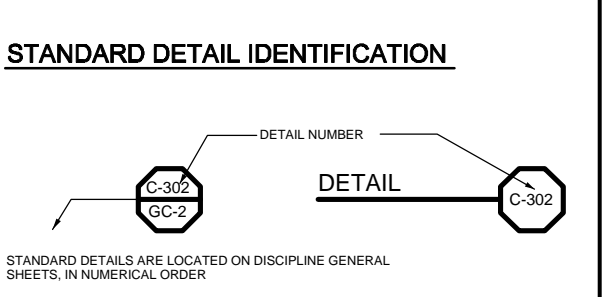 STANDARD DETAIL IDENTIFICATION
DETAIL NUMBER
C-302
GC-2
DETAIL
C-302
STANDARD DETAILS ARE LOCATED ON DISCIPLINE GENERAL
SHEETS, IN NUMERICAL ORDER